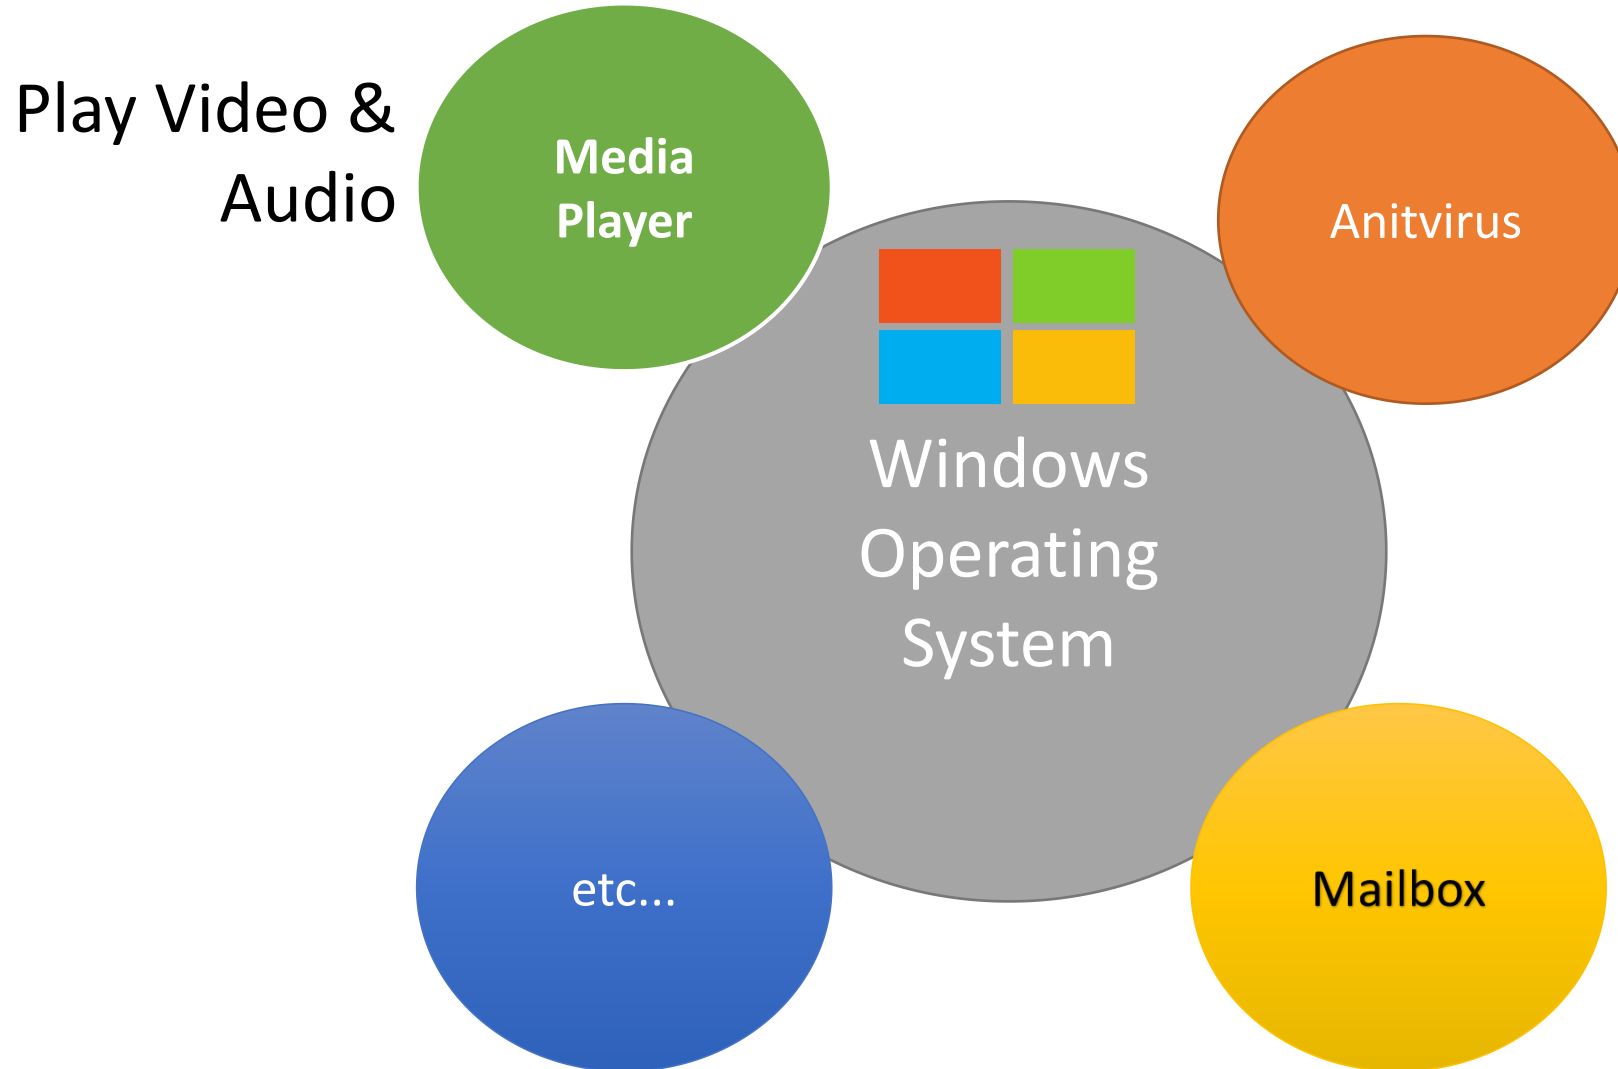 Play Video &
Audio
Media
Player
Anitvirus
Windows
Operating
System
etc...
Mailbox